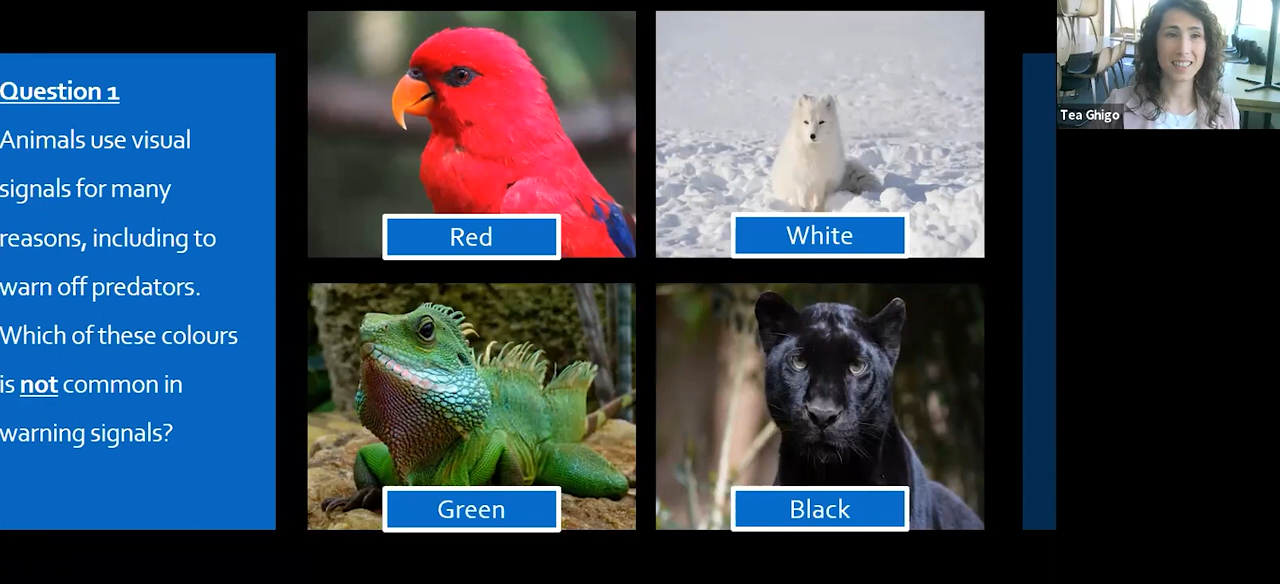 Question 1
Animals use visual
signals for many
reasons, including to
warn off predators.
Which of these colours
is not common in
warning signals?
Red
White
Green
Black
Tea Ghigo